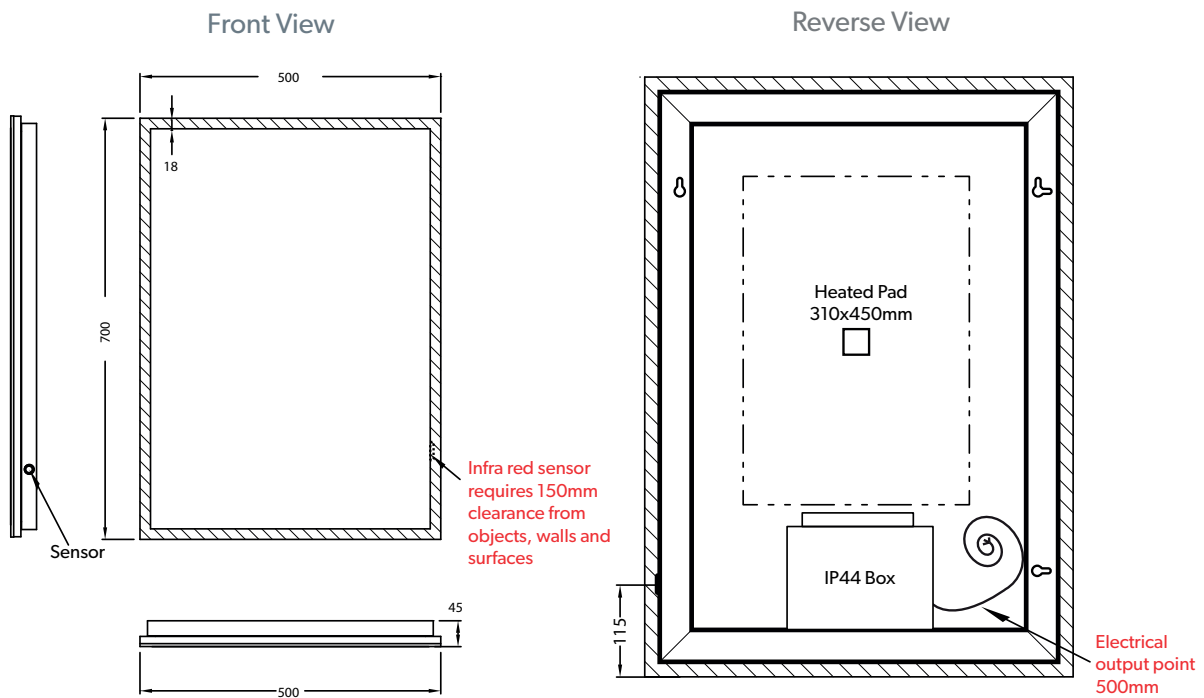 Front View
500
18
700
Infra red sensor
requires 150mm
clearance from
objects, walls and
surfaces
Sensor
45
500
Reverse View
Heated Pad
310x450mm
IP44 Box
115
Electrical
output point
500mm